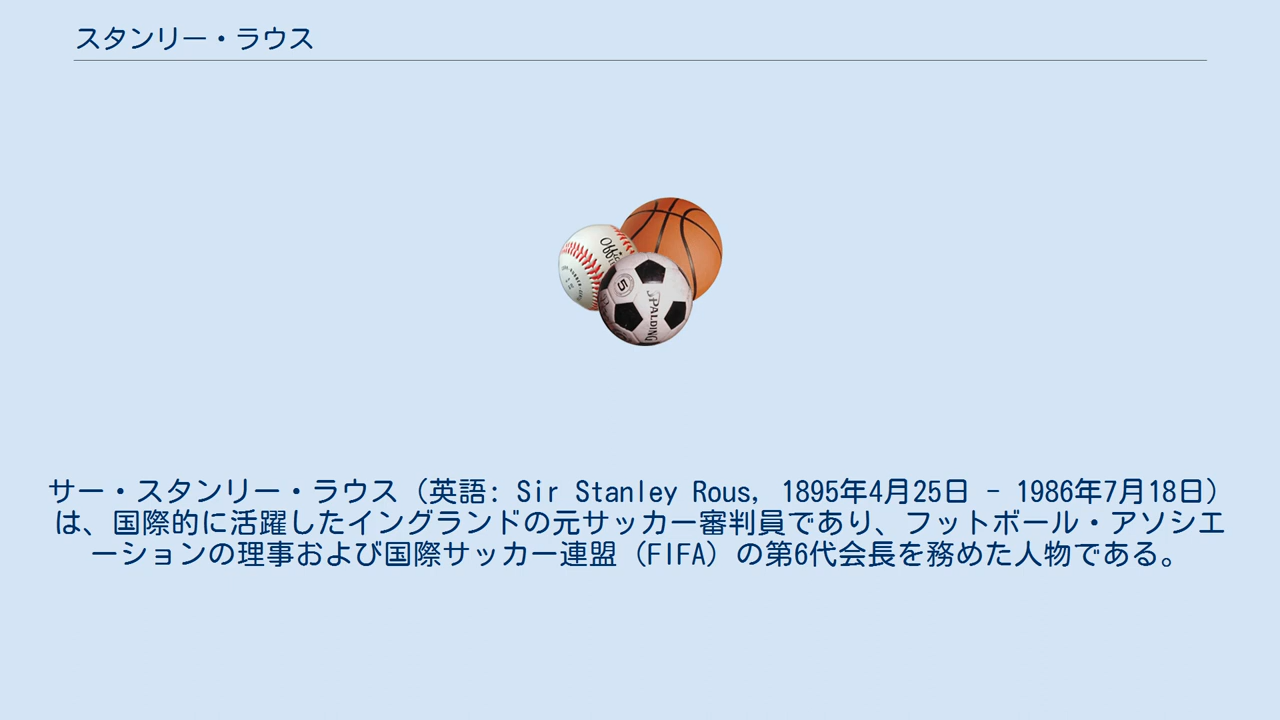 スタンリー・ラウス
Offi
5
SPALDING
サー・スタンリー・ラウス（英語: Sir Stanley Rous, 1895年4月25日 - 1986年7月18日）
は、国際的に活躍したイングランドの元サッカー審判員であり、フットボール・アソシエ
ーションの理事および国際サッカー連盟（FIFA）の第6代会長を務めた人物である。